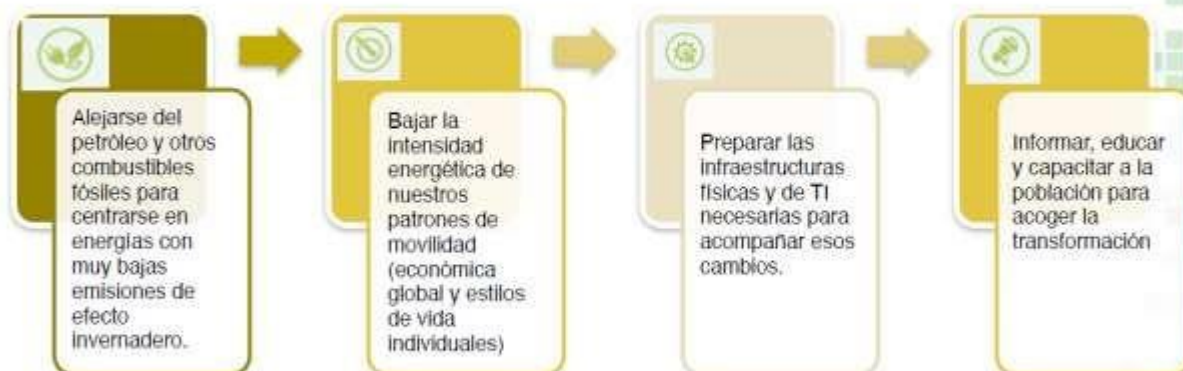 Alejarse del
petróleo y otros
combustibles
fósiles para
centrarse en
energías con
muy bajas
emisiones de
efecto
invernadero.
Bajar la
intensidad
energética de
nuestros
patrones de
movilidad
(económica
global y estilos
de vida
individuales)
Preparar las
infraestructuras
físicas y de TI
necesarias para
acompañar esos
cambios.
Informar, educar
y capacitar a la
población para
acoger la
transformación